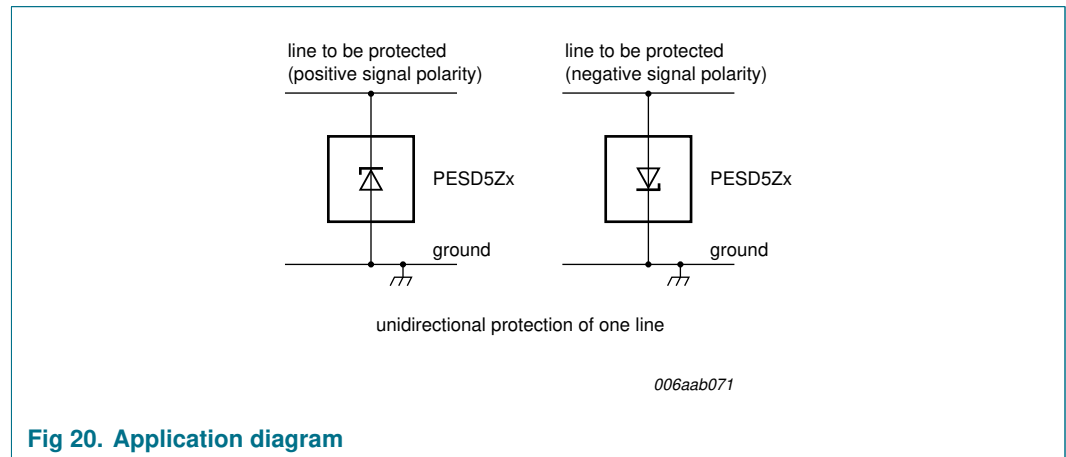 line to be protected
(positive signal polarity)
PESD5Zx
ground
line to be protected
(negative signal polarity)
PESD5Zx
ground
unidirectional protection of one line
006aab071
Fig 20. Application diagram